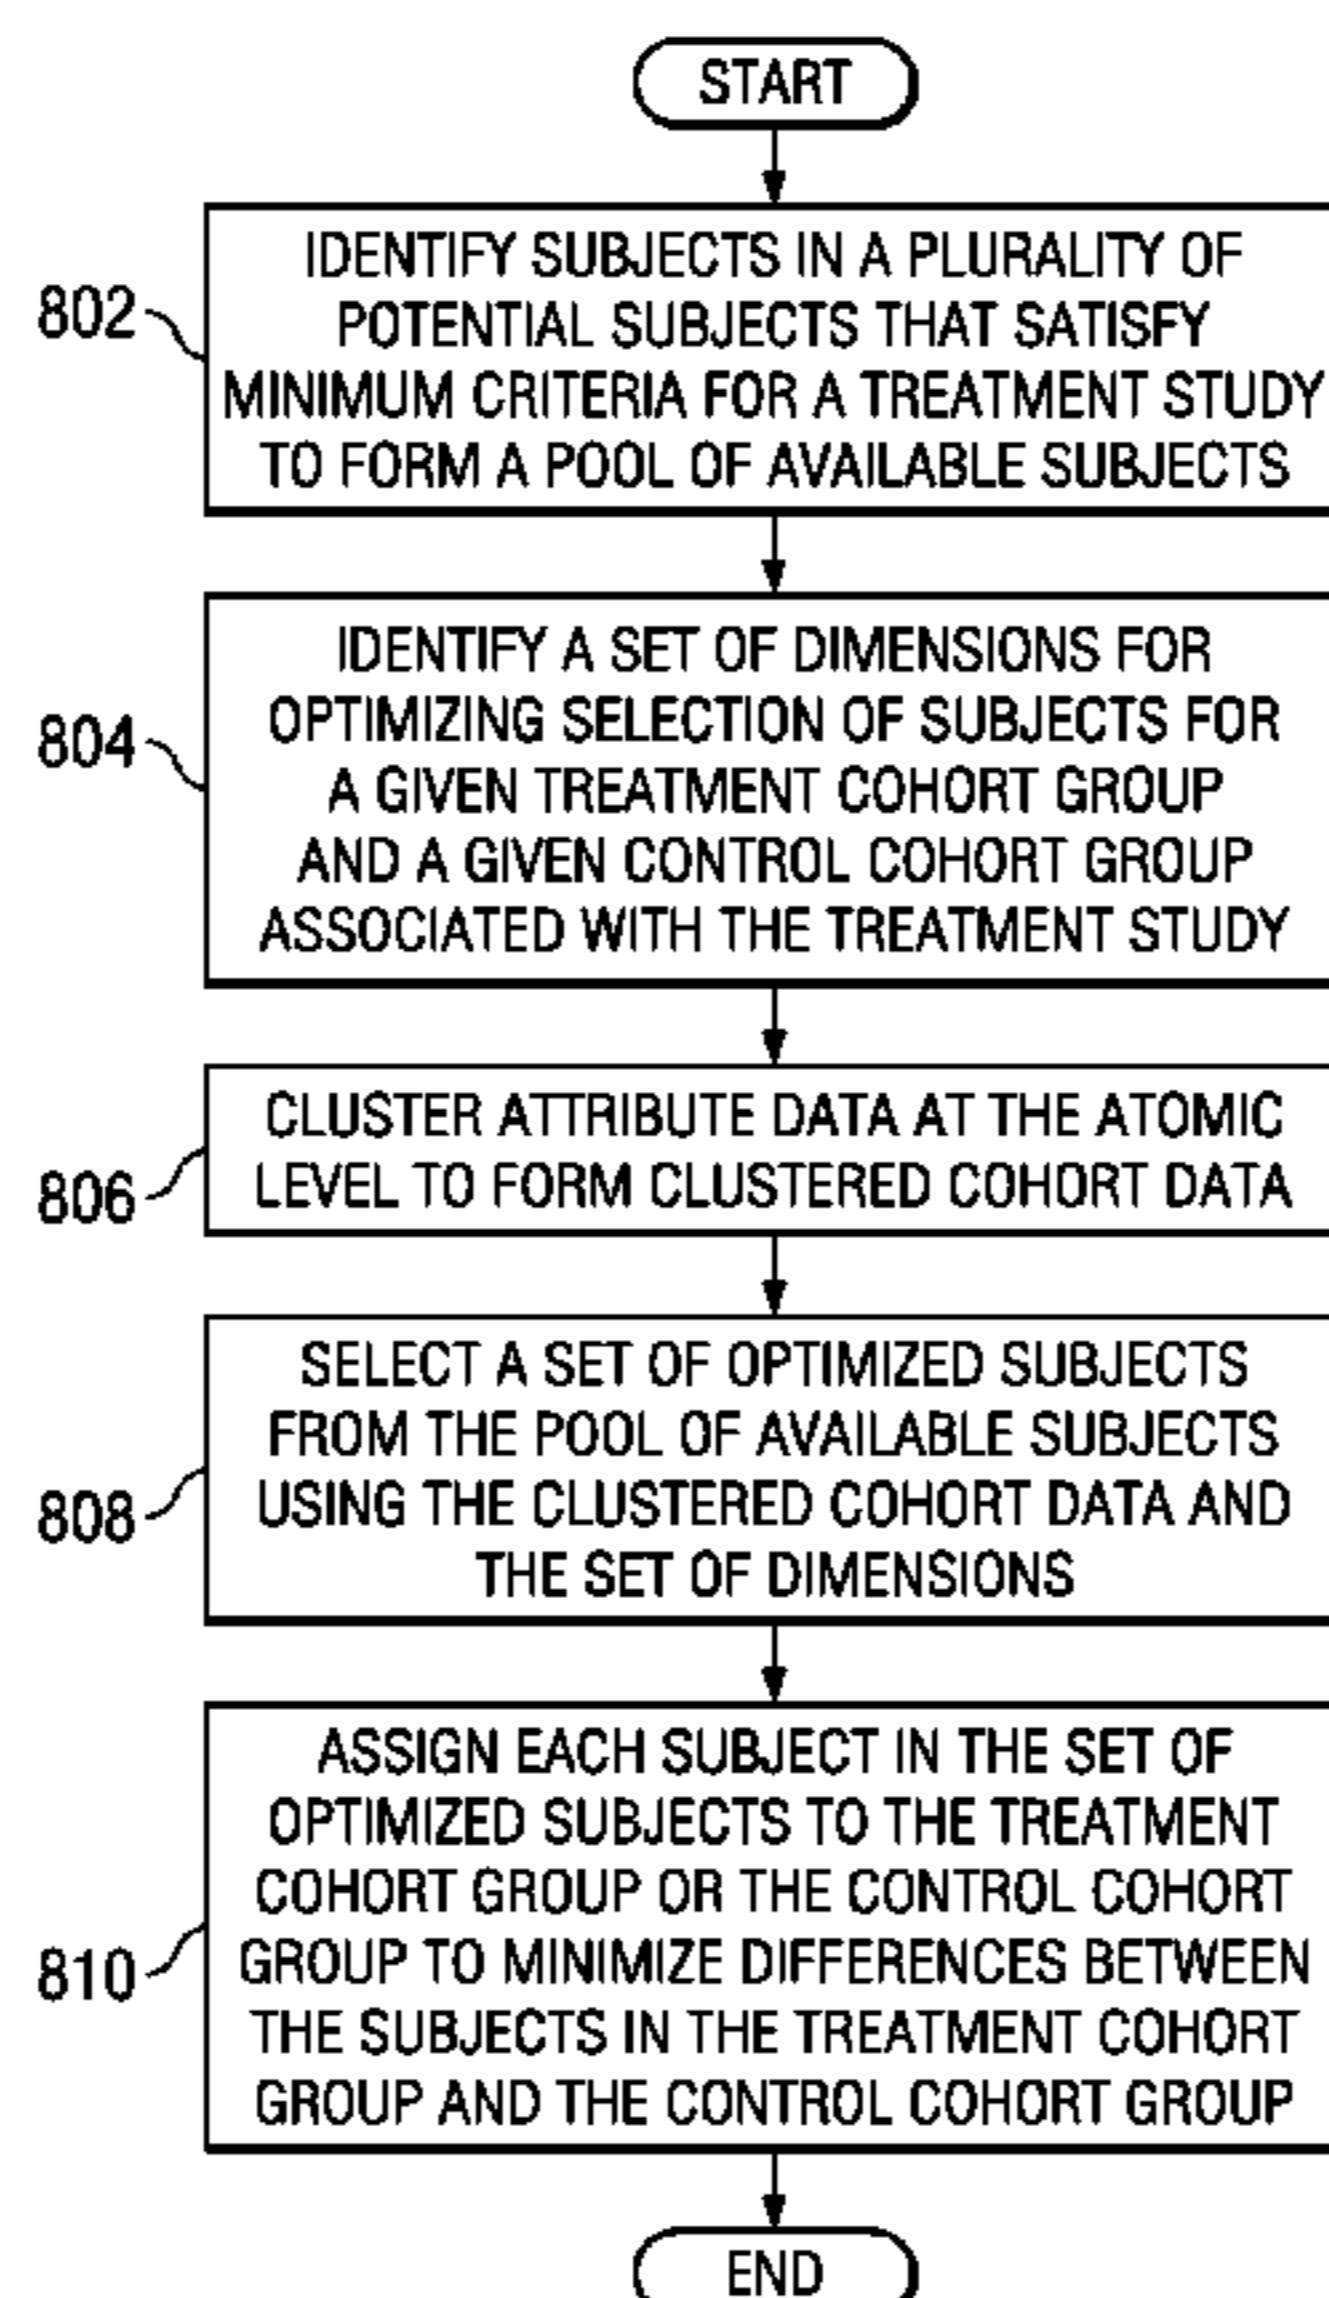 START
802
IDENTIFY SUBJECTS IN A PLURALITY OF
POTENTIAL SUBJECTS THAT SATISFY
MINIMUM CRITERIA FOR A TREATMENT STUDY
TO FORM A POOL OF AVAILABLE SUBJECTS
804
IDENTIFY A SET OF DIMENSIONS FOR
OPTIMIZING SELECTION OF SUBJECTS FOR
A GIVEN TREATMENT COHORT GROUP
AND A GIVEN CONTROL COHORT GROUP
ASSOCIATED WITH THE TREATMENT STUDY
806
CLUSTER ATTRIBUTE DATA AT THE ATOMIC
LEVEL TO FORM CLUSTERED COHORT DATA
808
SELECT A SET OF OPTIMIZED SUBJECTS
FROM THE POOL OF AVAILABLE SUBJECTS
USING THE CLUSTERED COHORT DATA AND
THE SET OF DIMENSIONS
810
ASSIGN EACH SUBJECT IN THE SET OF
OPTIMIZED SUBJECTS TO THE TREATMENT
COHORT GROUP OR THE CONTROL COHORT
GROUP TO MINIMIZE DIFFERENCES BETWEEN
THE SUBJECTS IN THE TREATMENT COHORT
GROUP AND THE CONTROL COHORT GROUP
END